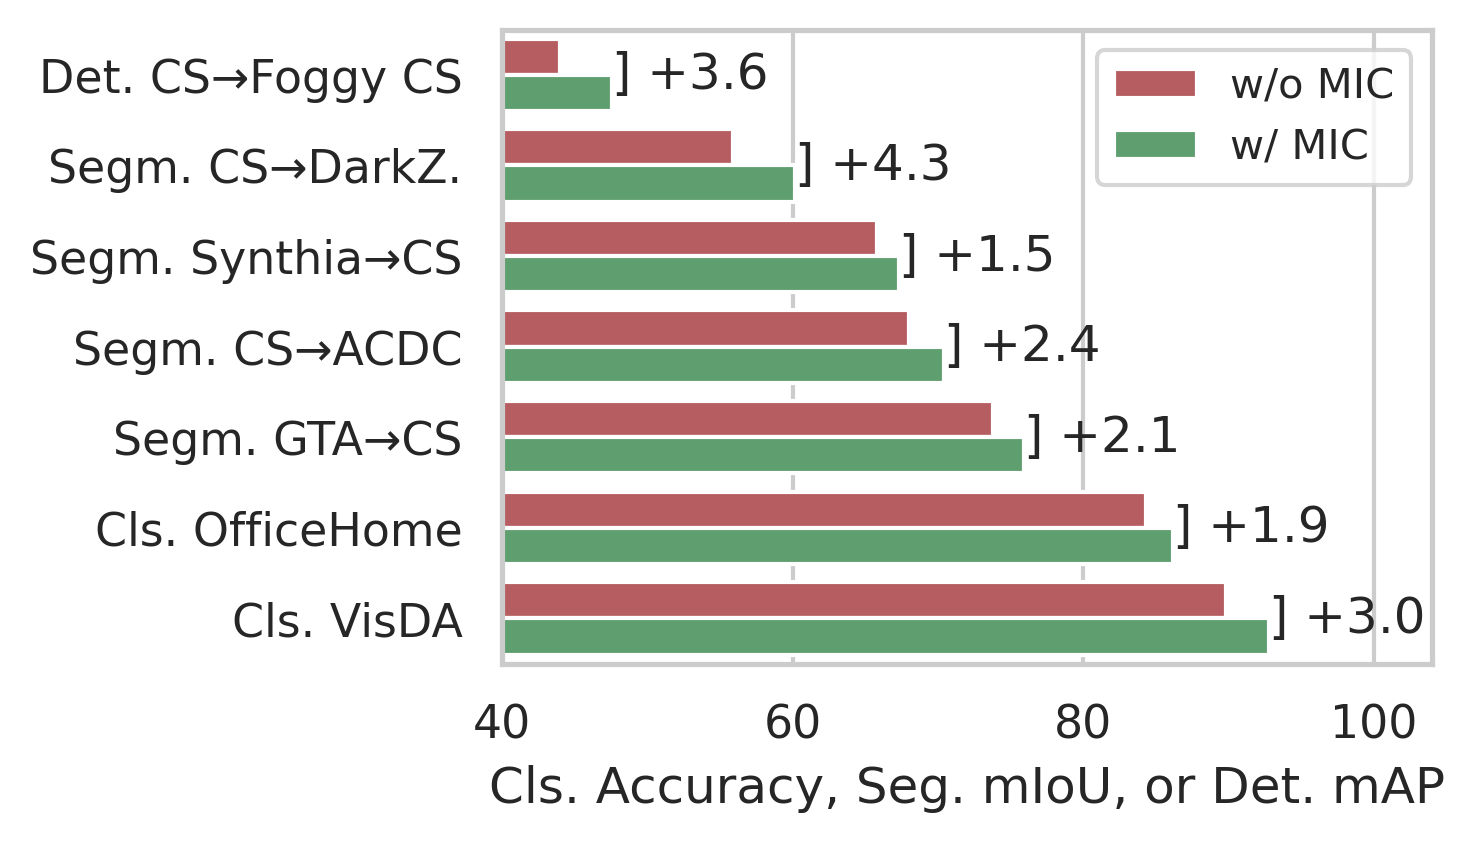 Det. CS→Foggy CS
] +3.6
Segm. CS→DarkZ.
] +4.3
Segm. Synthia→CS
] +1.5
Segm. CS→ACDC
] +2.4
Segm. GTA→CS
] +2.1
Cls. OfficeHome
] +1.9
Cls. VisDA
] +3.0
w/o MIC
w/ MIC
40 60 80 100
Cls. Accuracy, Seg. mIoU, or Det. mAP